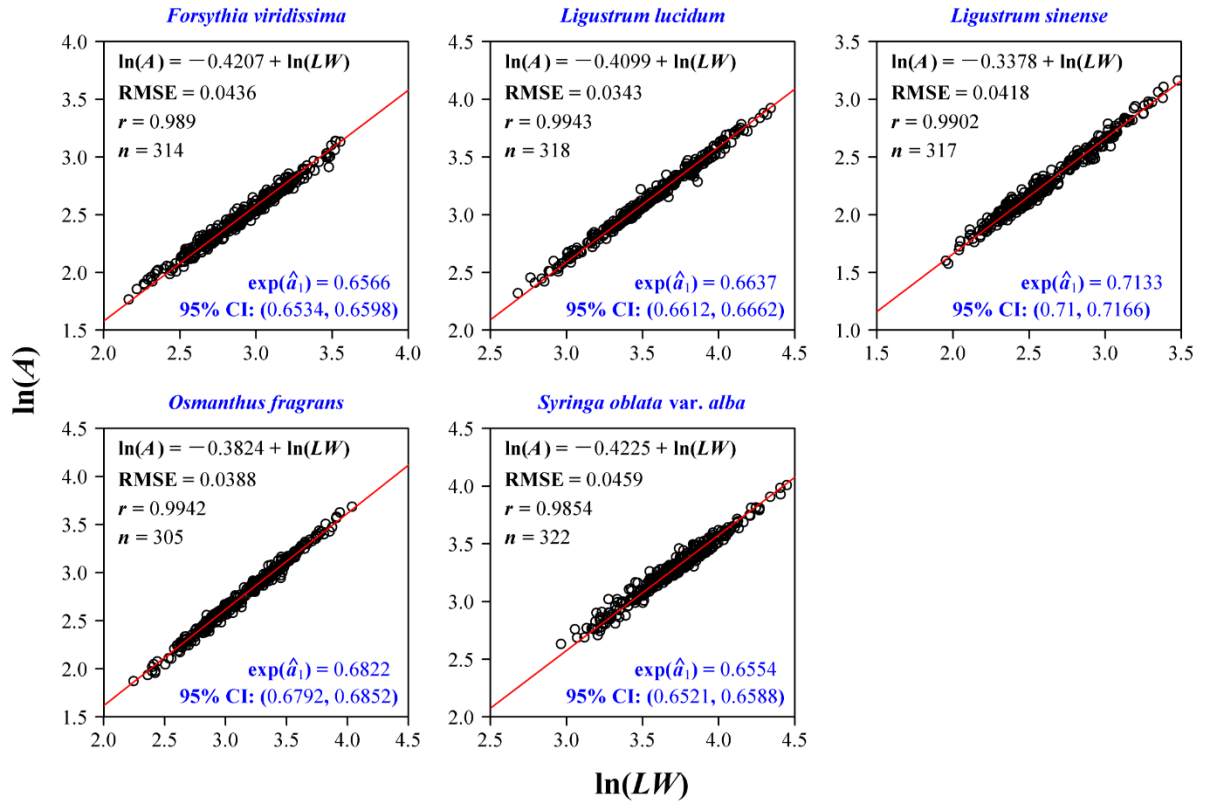 Forsythia viridissima
4.0
3.5
3.0
2.5
2.0
1.5
ln(A) = −0.4207 + ln(LW)
RMSE = 0.0436
r = 0.989
n = 314
exp(â₁) = 0.6566
95% CI: (0.6534, 0.6598)
2.0 2.5 3.0 3.5 4.0
Ligustrum lucidum
4.5
4.0
3.5
3.0
2.5
2.0
ln(A) = −0.4099 + ln(LW)
RMSE = 0.0343
r = 0.9943
n = 318
exp(â₁) = 0.6637
95% CI: (0.6612, 0.6662)
2.5 3.0 3.5 4.0 4.5
Ligustrum sinense
3.5
3.0
2.5
2.0
1.5
1.0
ln(A) = −0.3378 + ln(LW)
RMSE = 0.0418
r = 0.9902
n = 317
exp(â₁) = 0.7133
95% CI: (0.71, 0.7166)
1.5 2.0 2.5 3.0 3.5
ln(A)
Osmanthus fragrans
4.5
4.0
3.5
3.0
2.5
2.0
1.5
ln(A) = −0.3824 + ln(LW)
RMSE = 0.0388
r = 0.9942
n = 305
exp(â₁) = 0.6822
95% CI: (0.6792, 0.6852)
2.0 2.5 3.0 3.5 4.0 4.5
Syringa oblata var. alba
4.5
4.0
3.5
3.0
2.5
2.0
ln(A) = −0.4225 + ln(LW)
RMSE = 0.0459
r = 0.9854
n = 322
exp(â₁) = 0.6554
95% CI: (0.6521, 0.6588)
2.5 3.0 3.5 4.0 4.5
ln(LW)